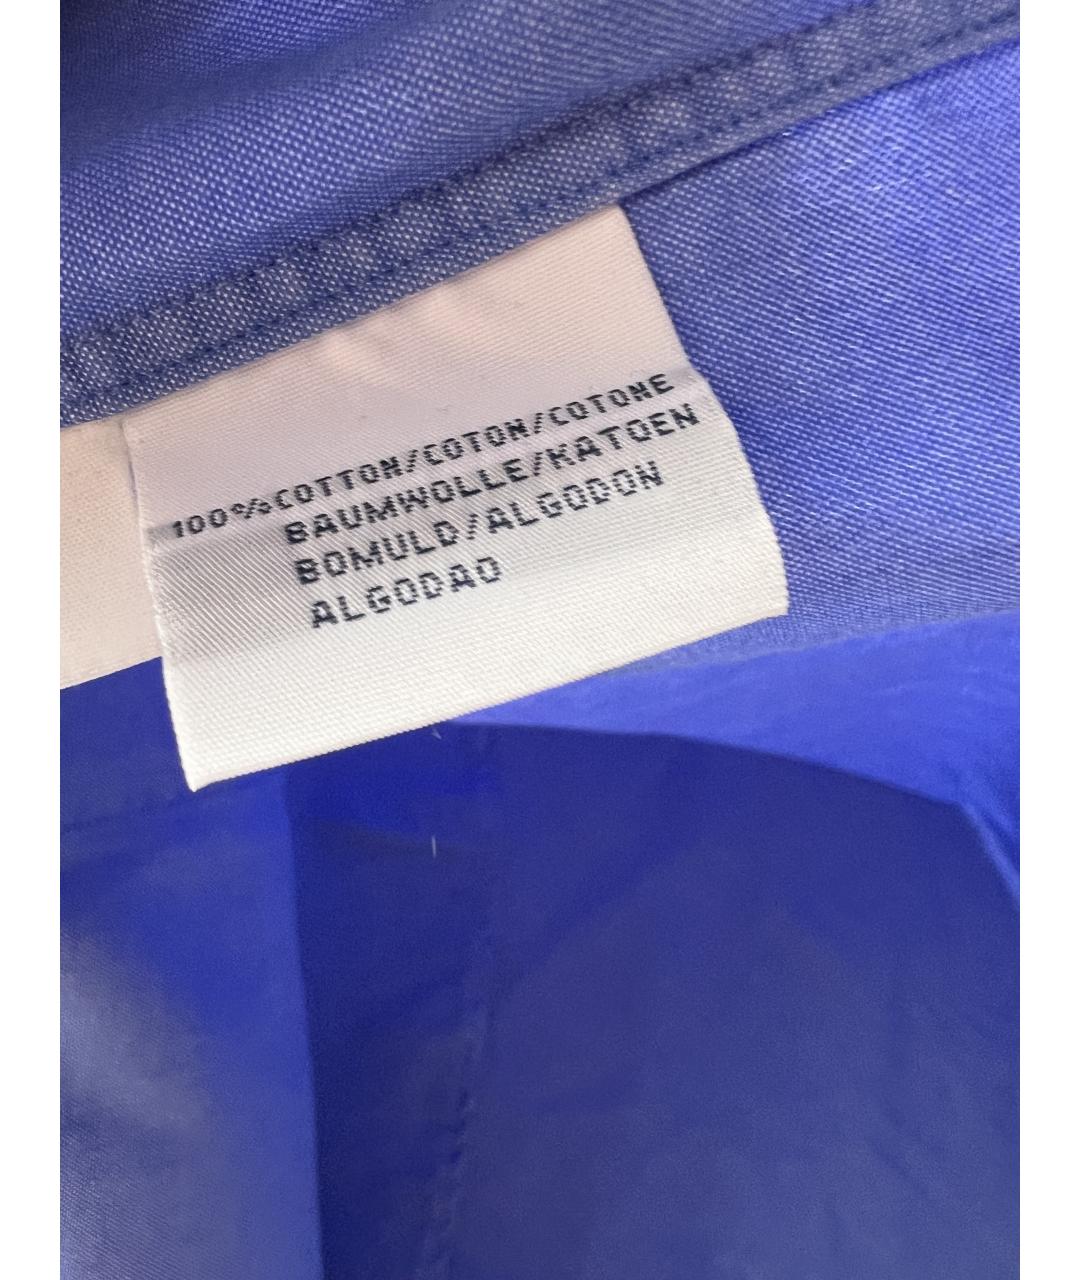 100%COTTON/COTON/COTONE
BAUMWOLLE/KATOEN
BOMULD/ALGODON
ALGODAO